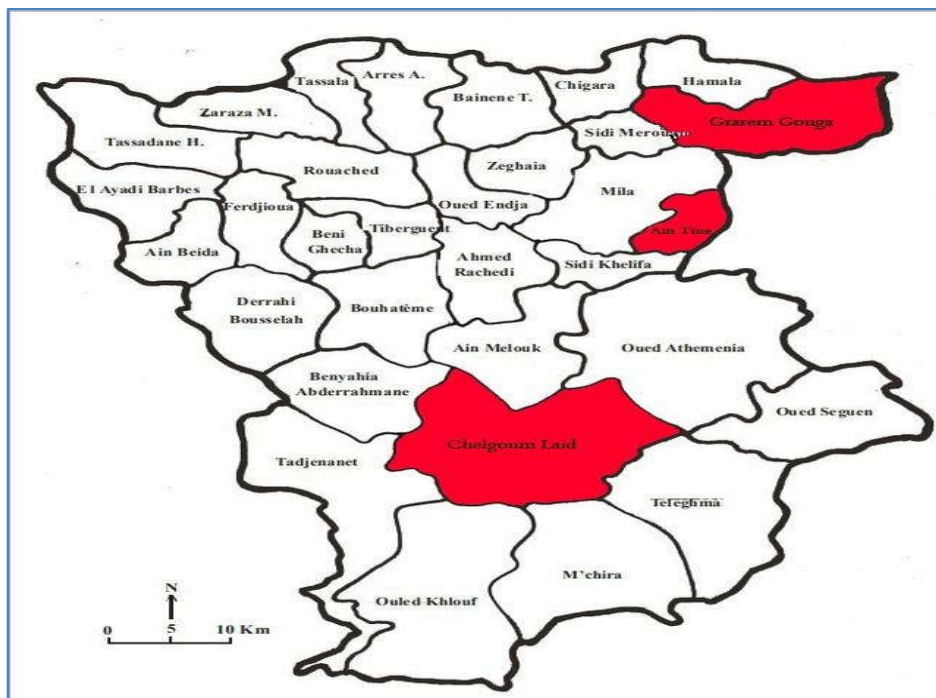 Tassala
Arres A.
Bainene T.
Chigara
Hamala
Zaraza M.
Grarem Gouga
Tassadane H.
Sidi Merouane
Zeghaia
Rouached
Mila
El Ayadi Barbes
Ferdjioua
Oued Endja
Beni
Ghecha
Tiberguent
Am Tine
Ain Beida
Ahmed
Rachedi
Sidi Khelifa
Derrahi
Bousselah
Bouhatème
Ain Melouk
Oued Athemenia
Benyahia
Abderrahmane
Oued Seguen
Chelgoum Laid
Tadjenanet
Teleghma
M'chira
Ouled Khlouf
N
0 5 10 Km